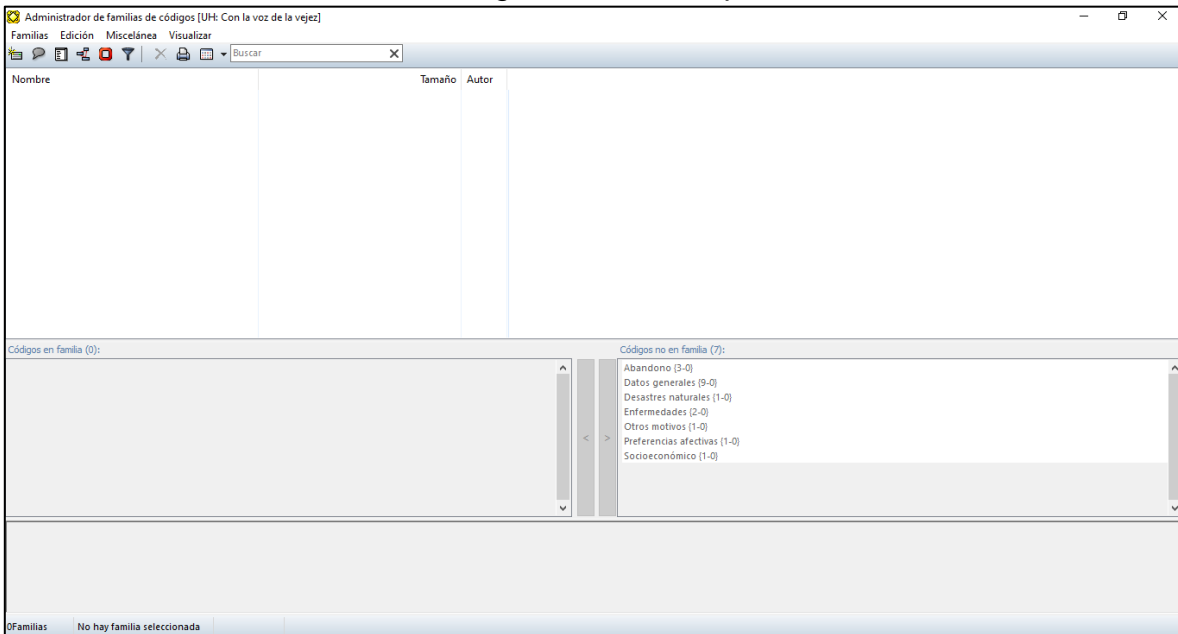 Administrador de familias de códigos [UH: Con la voz de la vejez]
Familias Edición Miscelánea Visualizar
Buscar
Nombre Tamaño Autor
Códigos en familia (0): Códigos no en familia (7):
Abandono {3-0}
Datos generales {9-0}
Desastres naturales {1-0}
Enfermedades {2-0}
Otros motivos {1-0}
< > Preferencias afectivas {1-0}
Socioeconómico {1-0}
0Familias No hay familia seleccionada